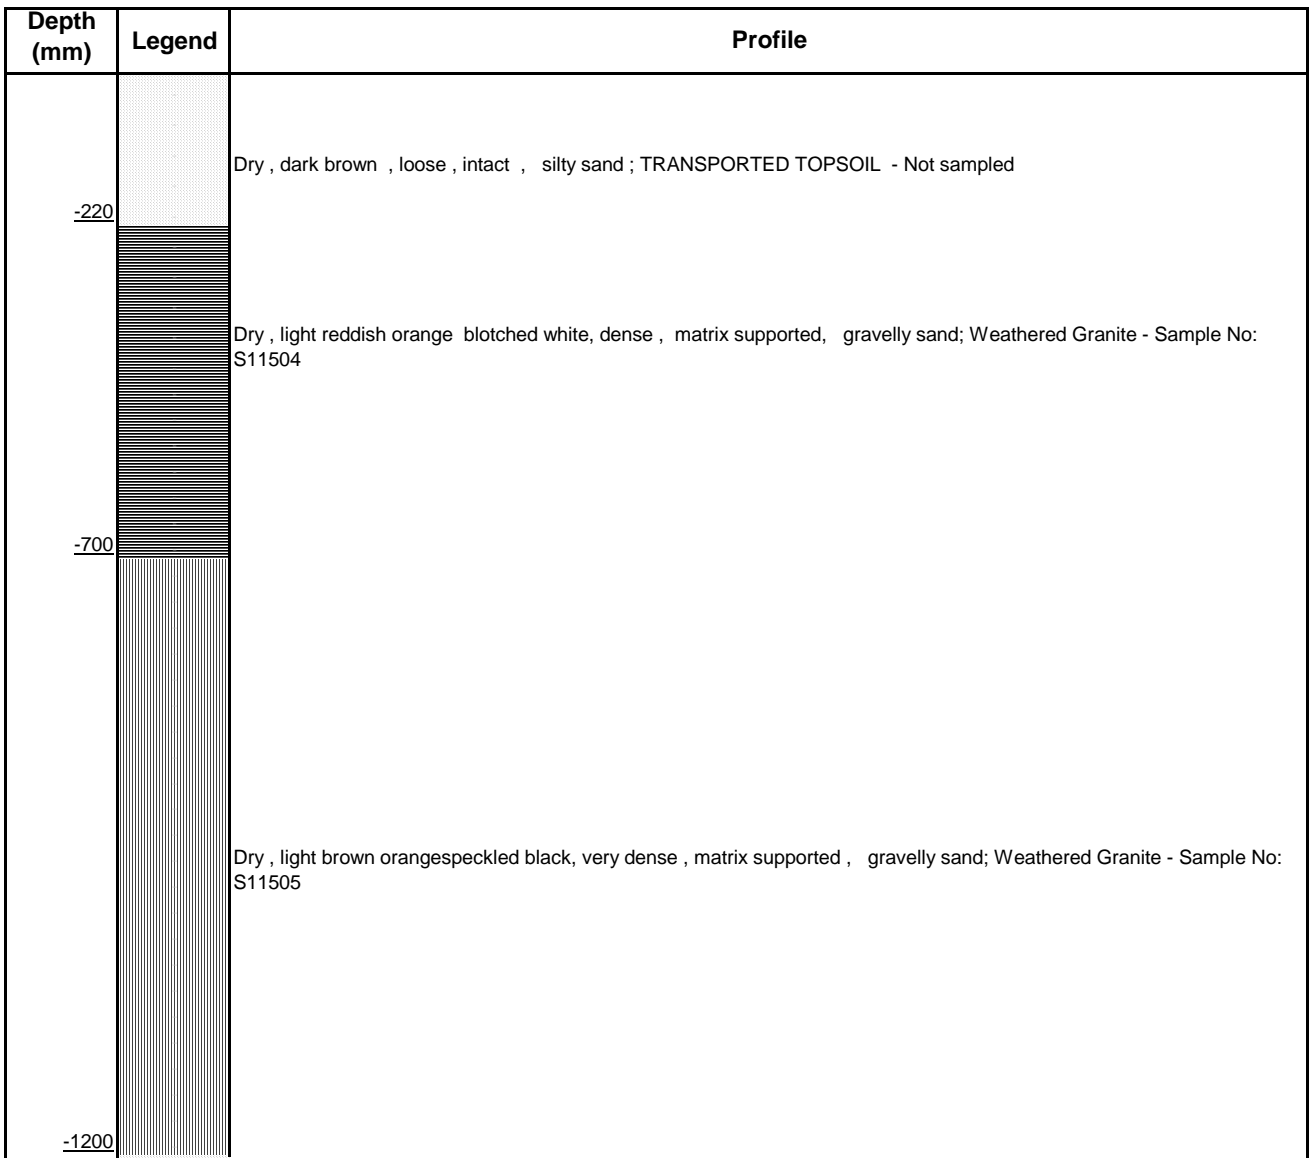 Depth
(mm)
Legend
Profile
Dry , dark brown , loose , intact , silty sand ; TRANSPORTED TOPSOIL - Not sampled
-220
Dry , light reddish orange blotched white, dense , matrix supported, gravelly sand; Weathered Granite - Sample No:
S11504
-700
Dry , light brown orangespeckled black, very dense , matrix supported , gravelly sand; Weathered Granite - Sample No:
S11505
-1200